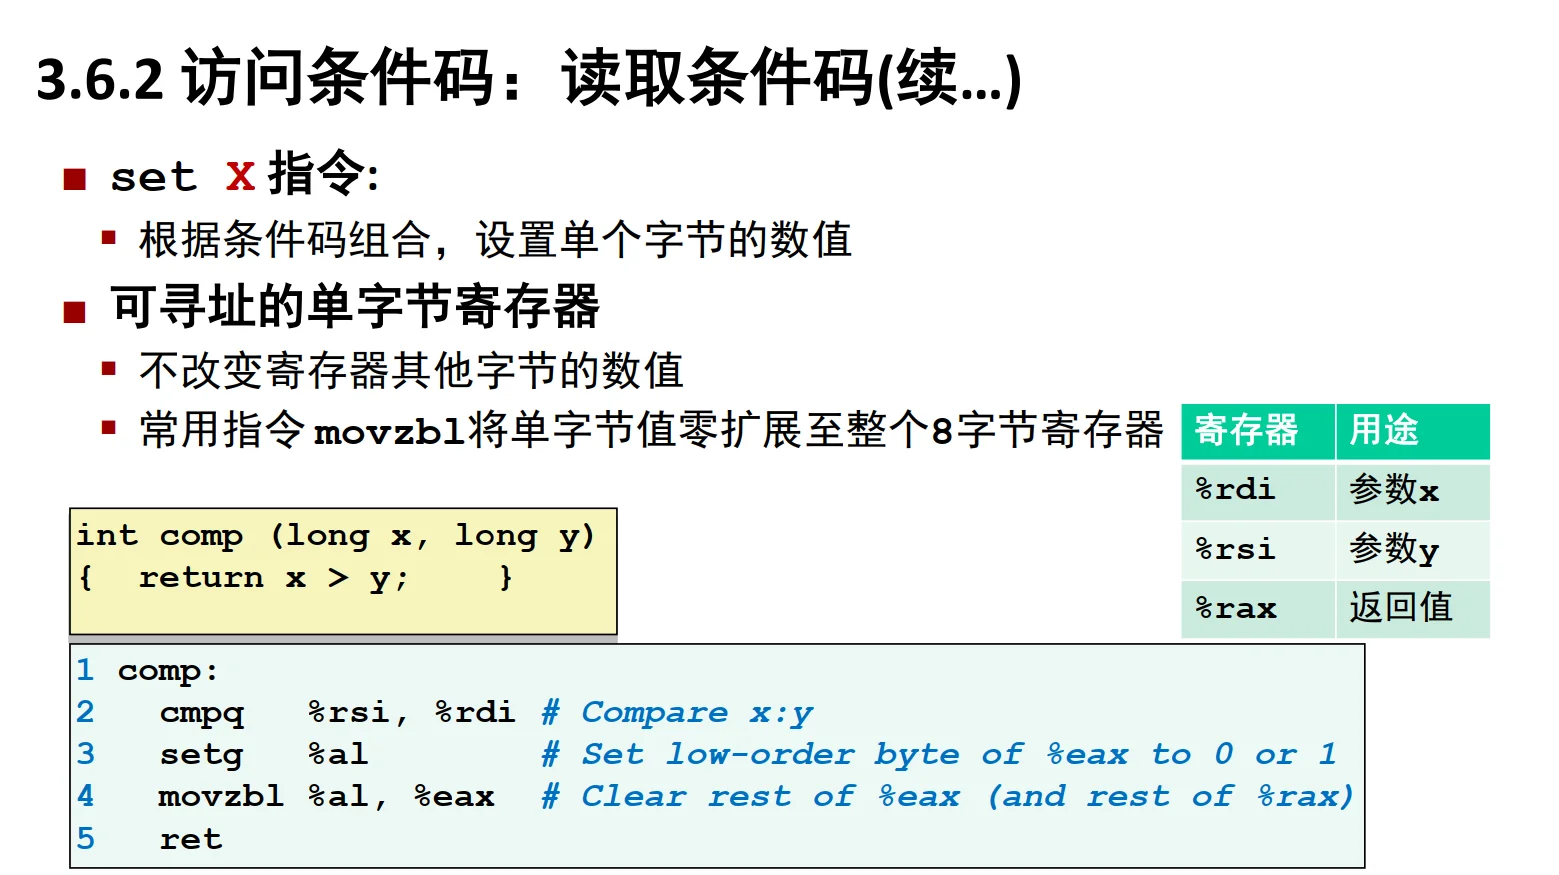 3.6.2 访问条件码：读取条件码(续…)
set X 指令:
根据条件码组合，设置单个字节的数值
可寻址的单字节寄存器
不改变寄存器其他字节的数值
常用指令movzbl将单字节值零扩展至整个8字节寄存器
寄存器 用途
%rdi 参数x
%rsi 参数y
%rax 返回值
int comp (long x, long y)
{  return x > y;    }
1 comp:
2   cmpq   %rsi, %rdi # Compare x:y
3   setg   %al        # Set low-order byte of %eax to 0 or 1
4   movzbl %al, %eax  # Clear rest of %eax (and rest of %rax)
5   ret